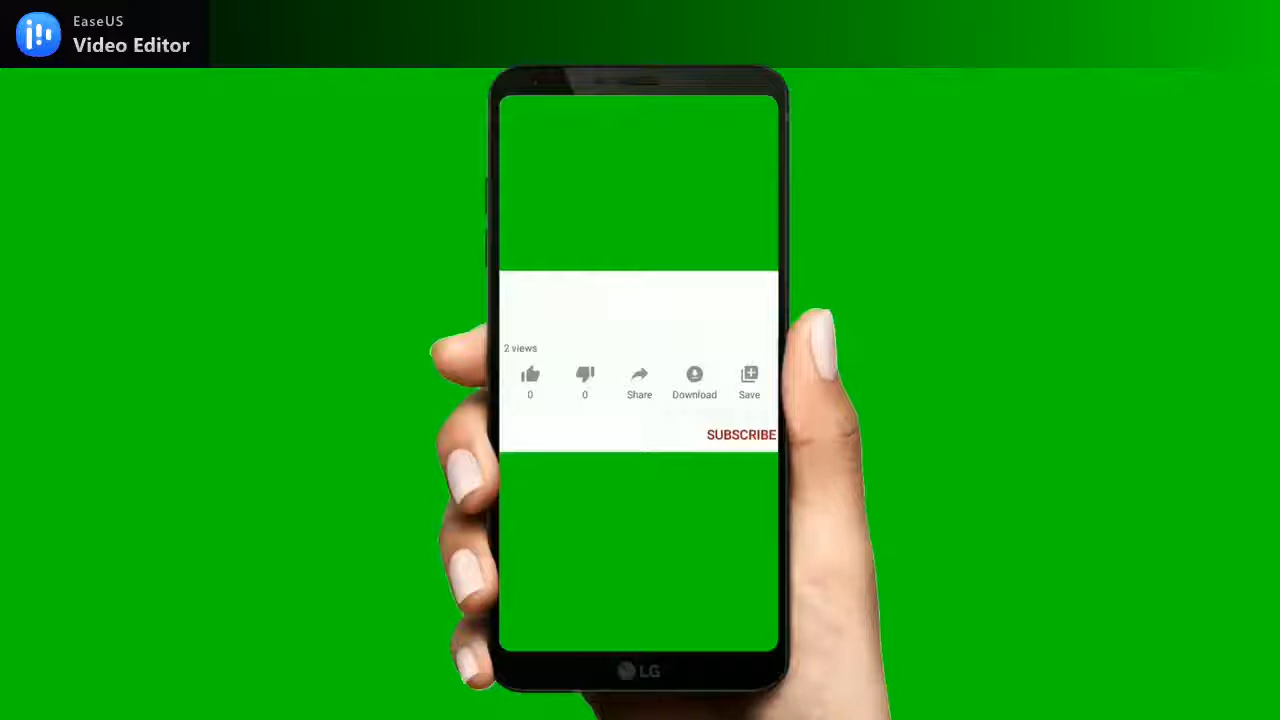 EaseUS
Video Editor
2 views
0 0 Share Download Save
SUBSCRIBE
LG